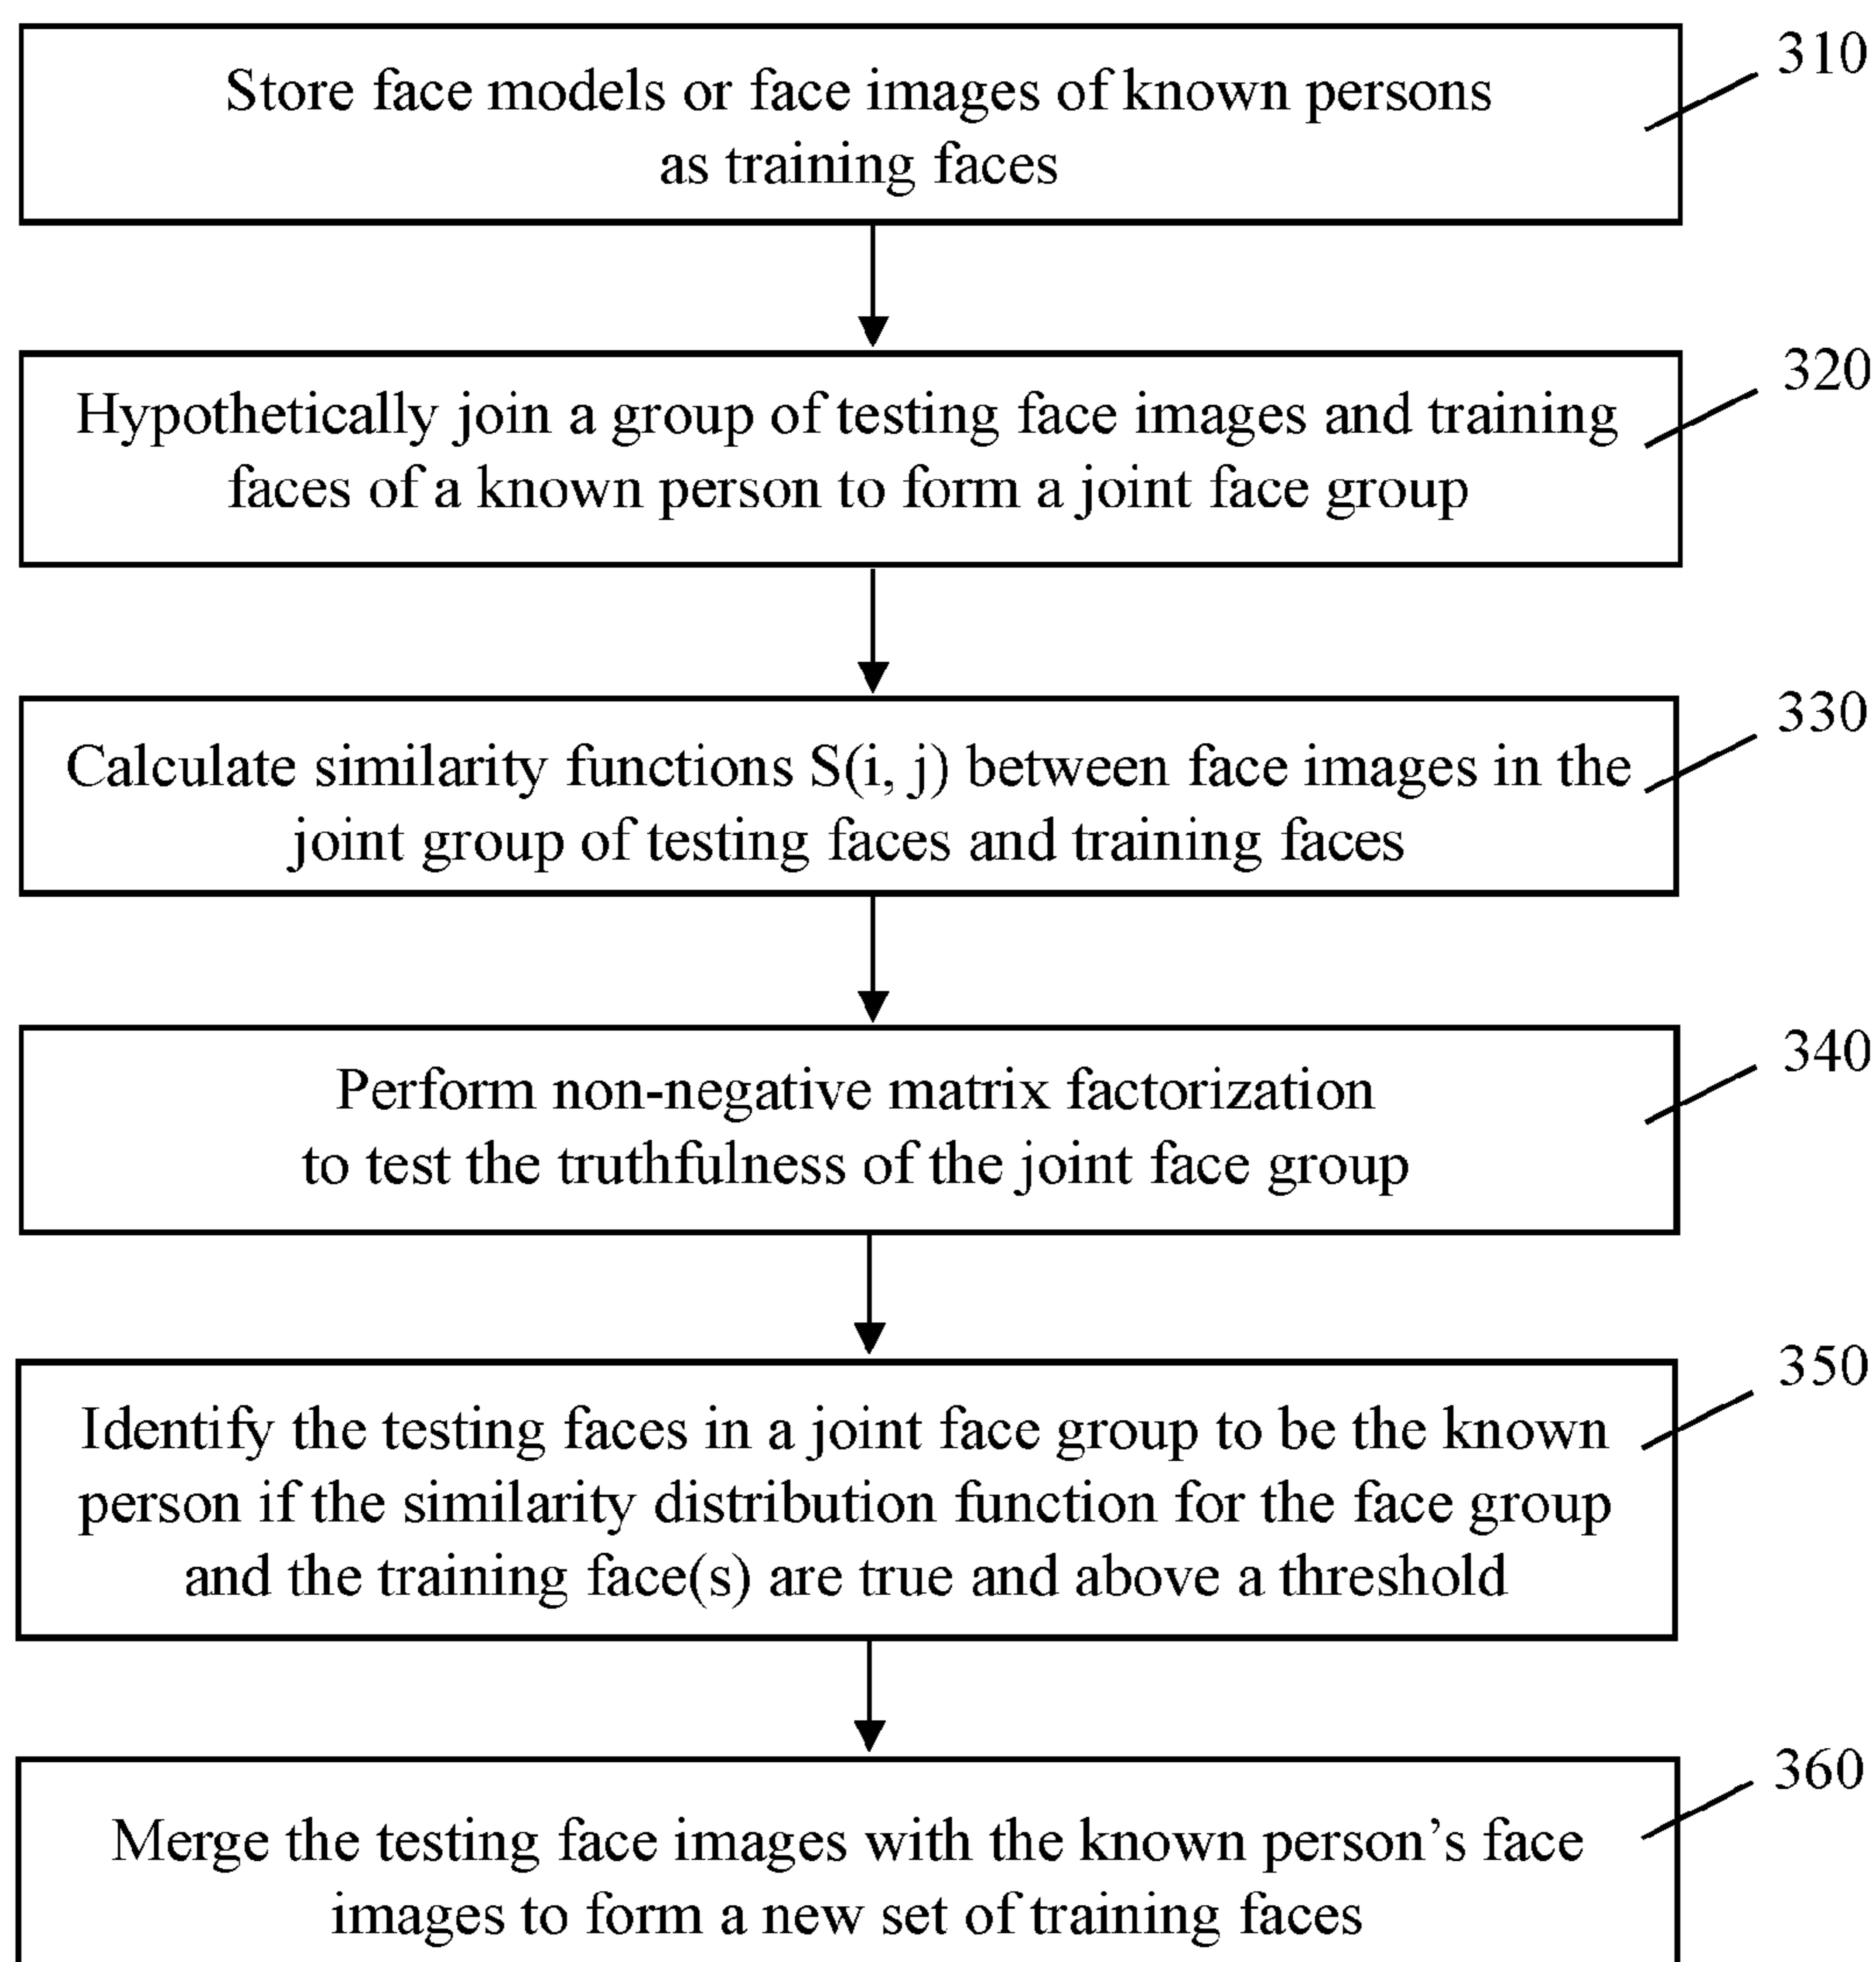 310
Store face models or face images of known persons
as training faces
320
Hypothetically join a group of testing face images and training
faces of a known person to form a joint face group
330
Calculate similarity functions S(i, j) between face images in the
joint group of testing faces and training faces
340
Perform non-negative matrix factorization
to test the truthfulness of the joint face group
350
Identify the testing faces in a joint face group to be the known
person if the similarity distribution function for the face group
and the training face(s) are true and above a threshold
360
Merge the testing face images with the known person’s face
images to form a new set of training faces